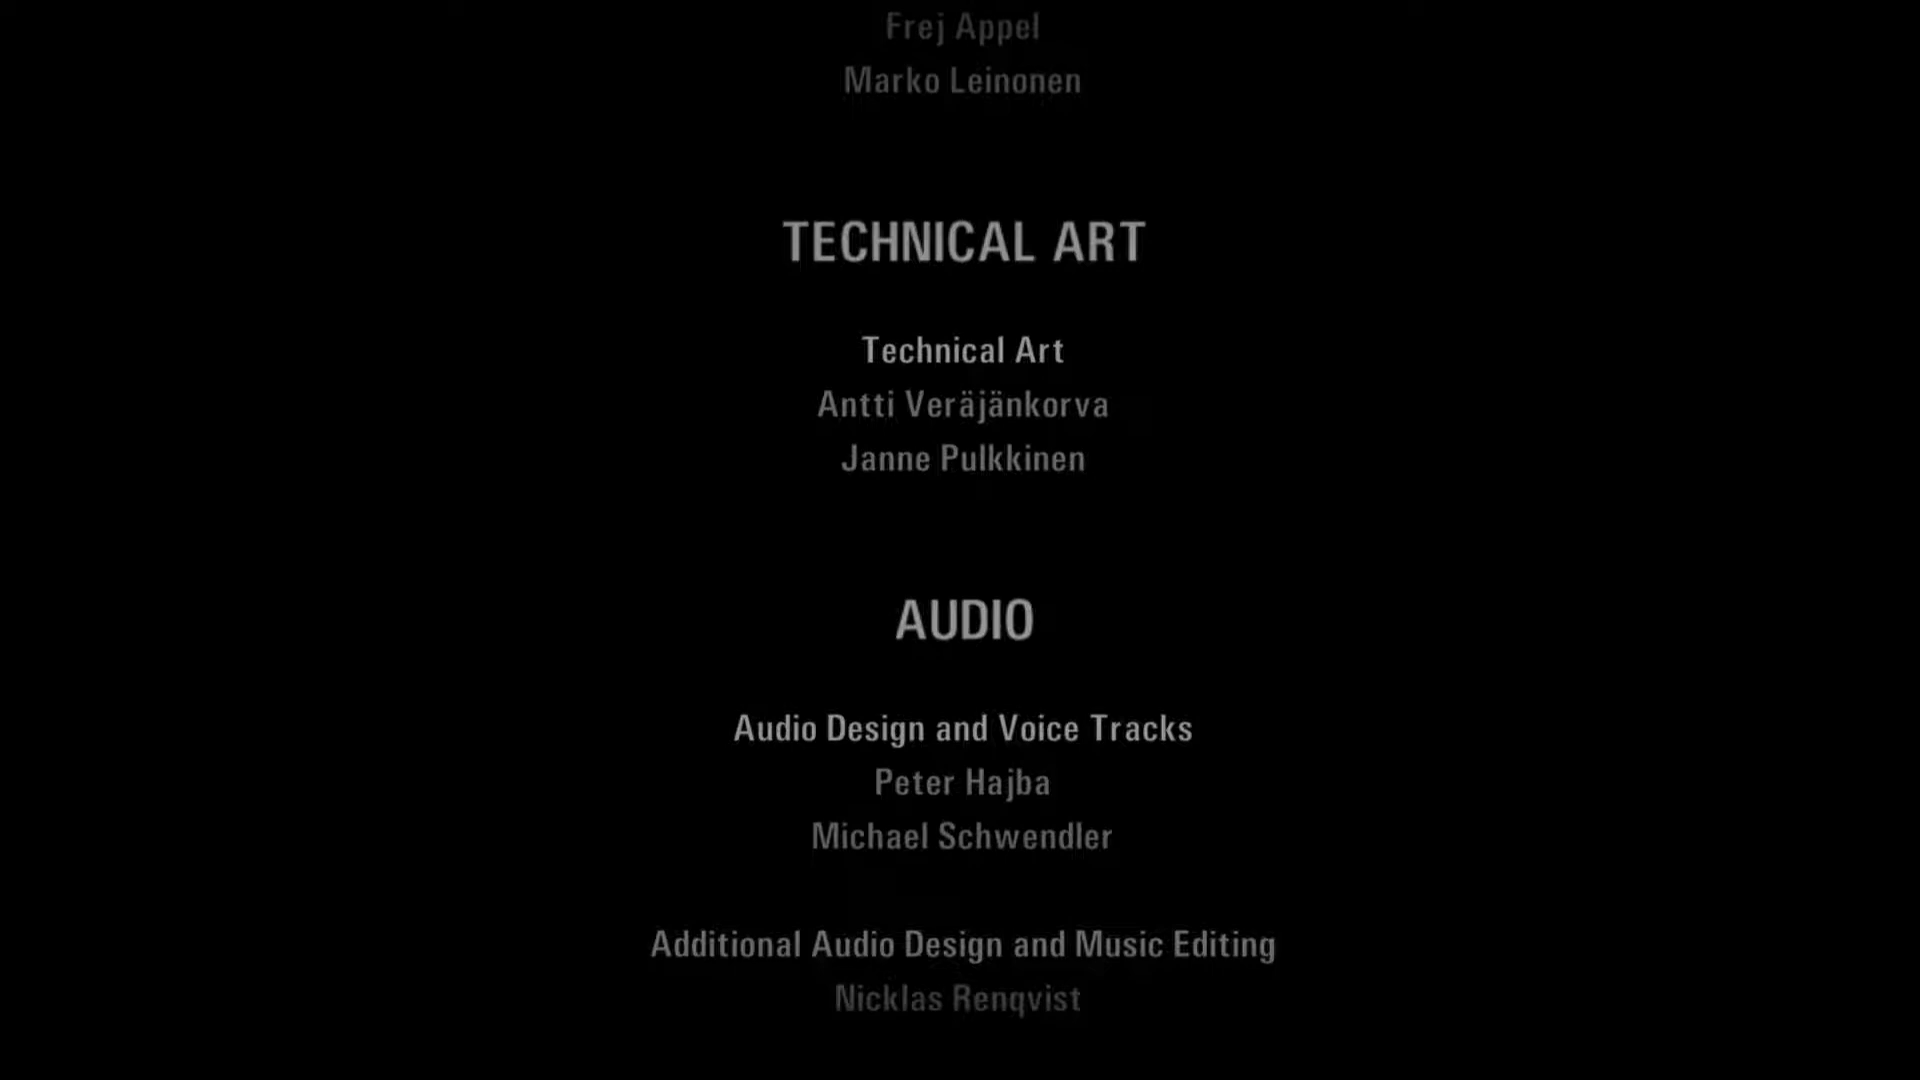 Frej Appel
Marko Leinonen
TECHNICAL ART
Technical Art
Antti Veräjänkorva
Janne Pulkkinen
AUDIO
Audio Design and Voice Tracks
Peter Hajba
Michael Schwendler
Additional Audio Design and Music Editing
Nicklas Renqvist